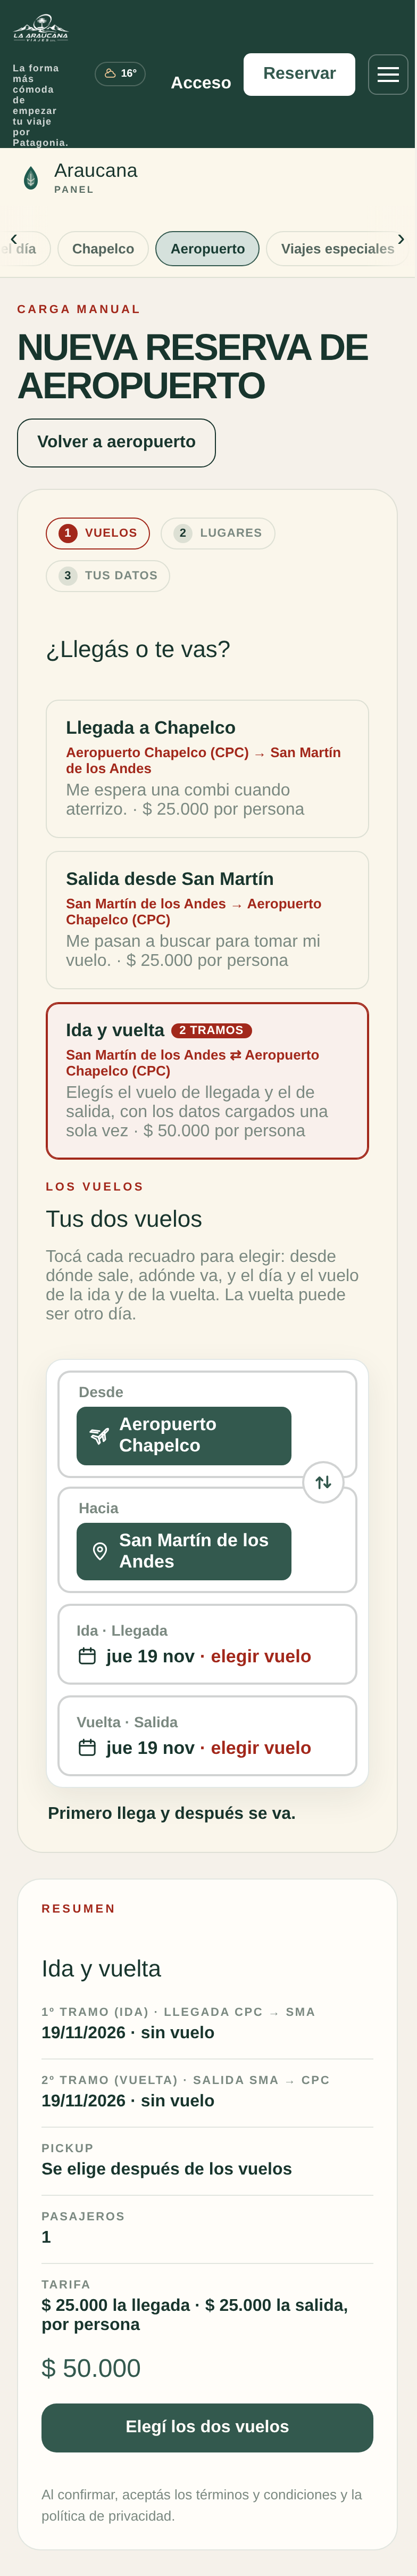 LA ARAUCANA
VIAJES
La forma
más
cómoda
de
empezar
tu viaje
por
Patagonia.
16°
Acceso
Reservar
Araucana
PANEL
‹
el día
Chapelco
Aeropuerto
Viajes especiales
›
CARGA MANUAL
NUEVA RESERVA DE
AEROPUERTO
Volver a aeropuerto
1 VUELOS
2 LUGARES
3 TUS DATOS
¿Llegás o te vas?
Llegada a Chapelco
Aeropuerto Chapelco (CPC) → San Martín
de los Andes
Me espera una combi cuando
aterrizo. · $ 25.000 por persona
Salida desde San Martín
San Martín de los Andes → Aeropuerto
Chapelco (CPC)
Me pasan a buscar para tomar mi
vuelo. · $ 25.000 por persona
Ida y vuelta 2 TRAMOS
San Martín de los Andes ⇄ Aeropuerto
Chapelco (CPC)
Elegís el vuelo de llegada y el de
salida, con los datos cargados una
sola vez · $ 50.000 por persona
LOS VUELOS
Tus dos vuelos
Tocá cada recuadro para elegir: desde
dónde sale, adónde va, y el día y el vuelo
de la ida y de la vuelta. La vuelta puede
ser otro día.
Desde
Aeropuerto
Chapelco
Hacia
San Martín de los
Andes
Ida · Llegada
jue 19 nov · elegir vuelo
Vuelta · Salida
jue 19 nov · elegir vuelo
Primero llega y después se va.
RESUMEN
Ida y vuelta
1º TRAMO (IDA) · LLEGADA CPC → SMA
19/11/2026 · sin vuelo
2º TRAMO (VUELTA) · SALIDA SMA → CPC
19/11/2026 · sin vuelo
PICKUP
Se elige después de los vuelos
PASAJEROS
1
TARIFA
$ 25.000 la llegada · $ 25.000 la salida,
por persona
$ 50.000
Elegí los dos vuelos
Al confirmar, aceptás los términos y condiciones y la
política de privacidad.